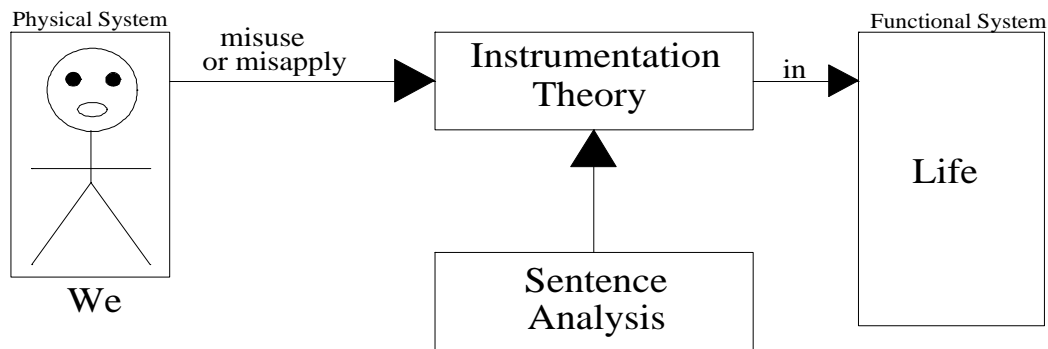 Physical System
Functional System
misuse
or misapply
Instrumentation
Theory
in
Life
We
Sentence
Analysis